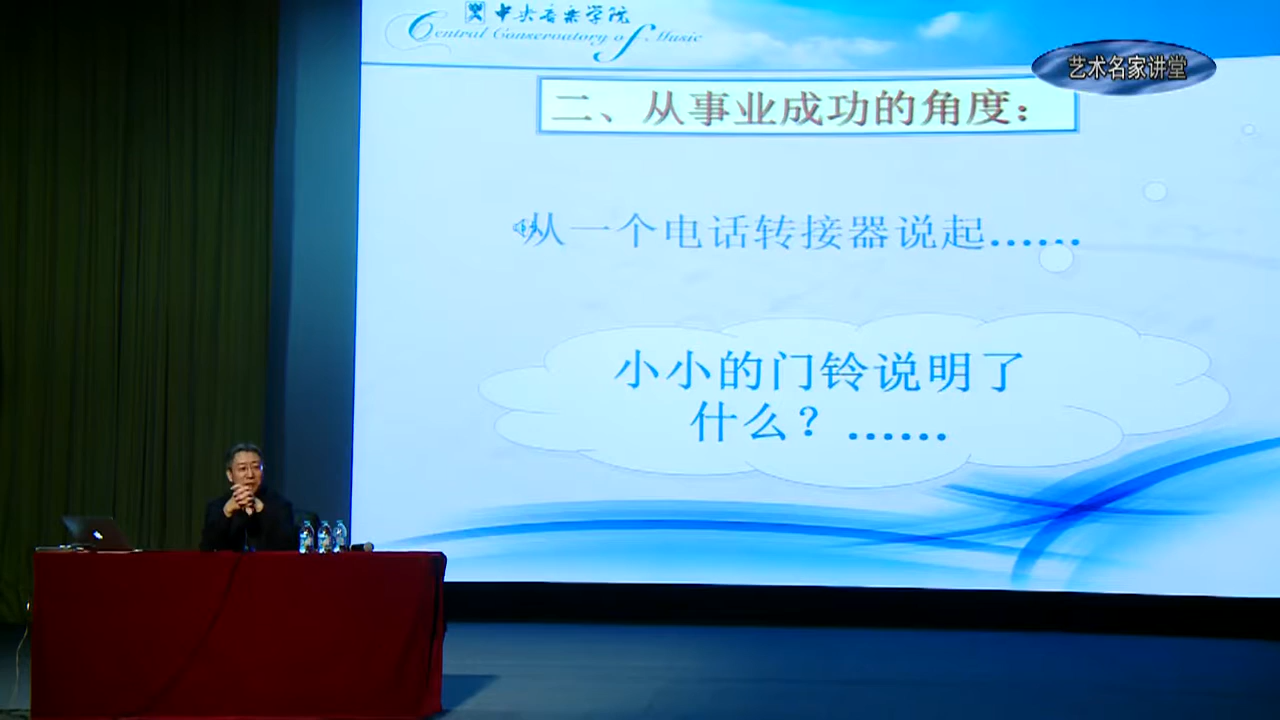 中央音乐学院
Central Conservatory of Music
艺术名家讲堂
二、从事业成功的角度：
从一个电话转接器说起……
小小的门铃说明了
什么？……